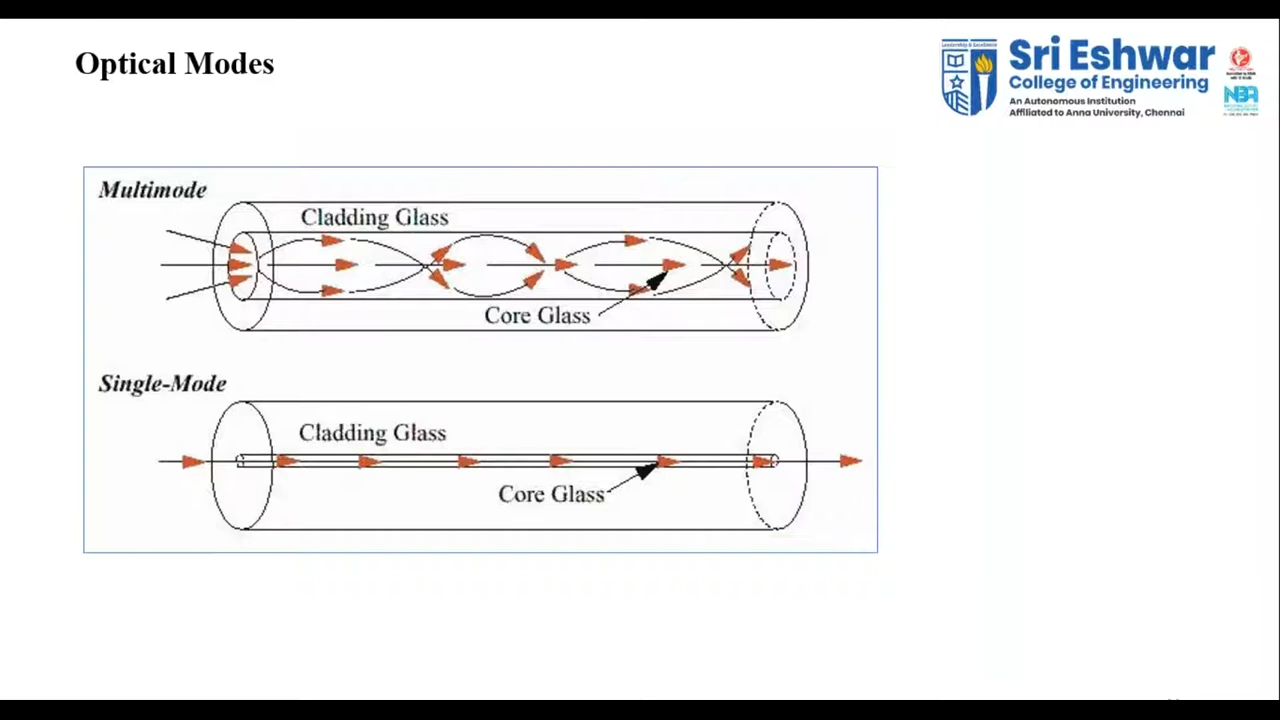 Optical Modes
Sri Eshwar
College of Engineering
An Autonomous Institution
Affiliated to Anna University, Chennai
NBA
Multimode
Cladding Glass
Core Glass
Single-Mode
Cladding Glass
Core Glass